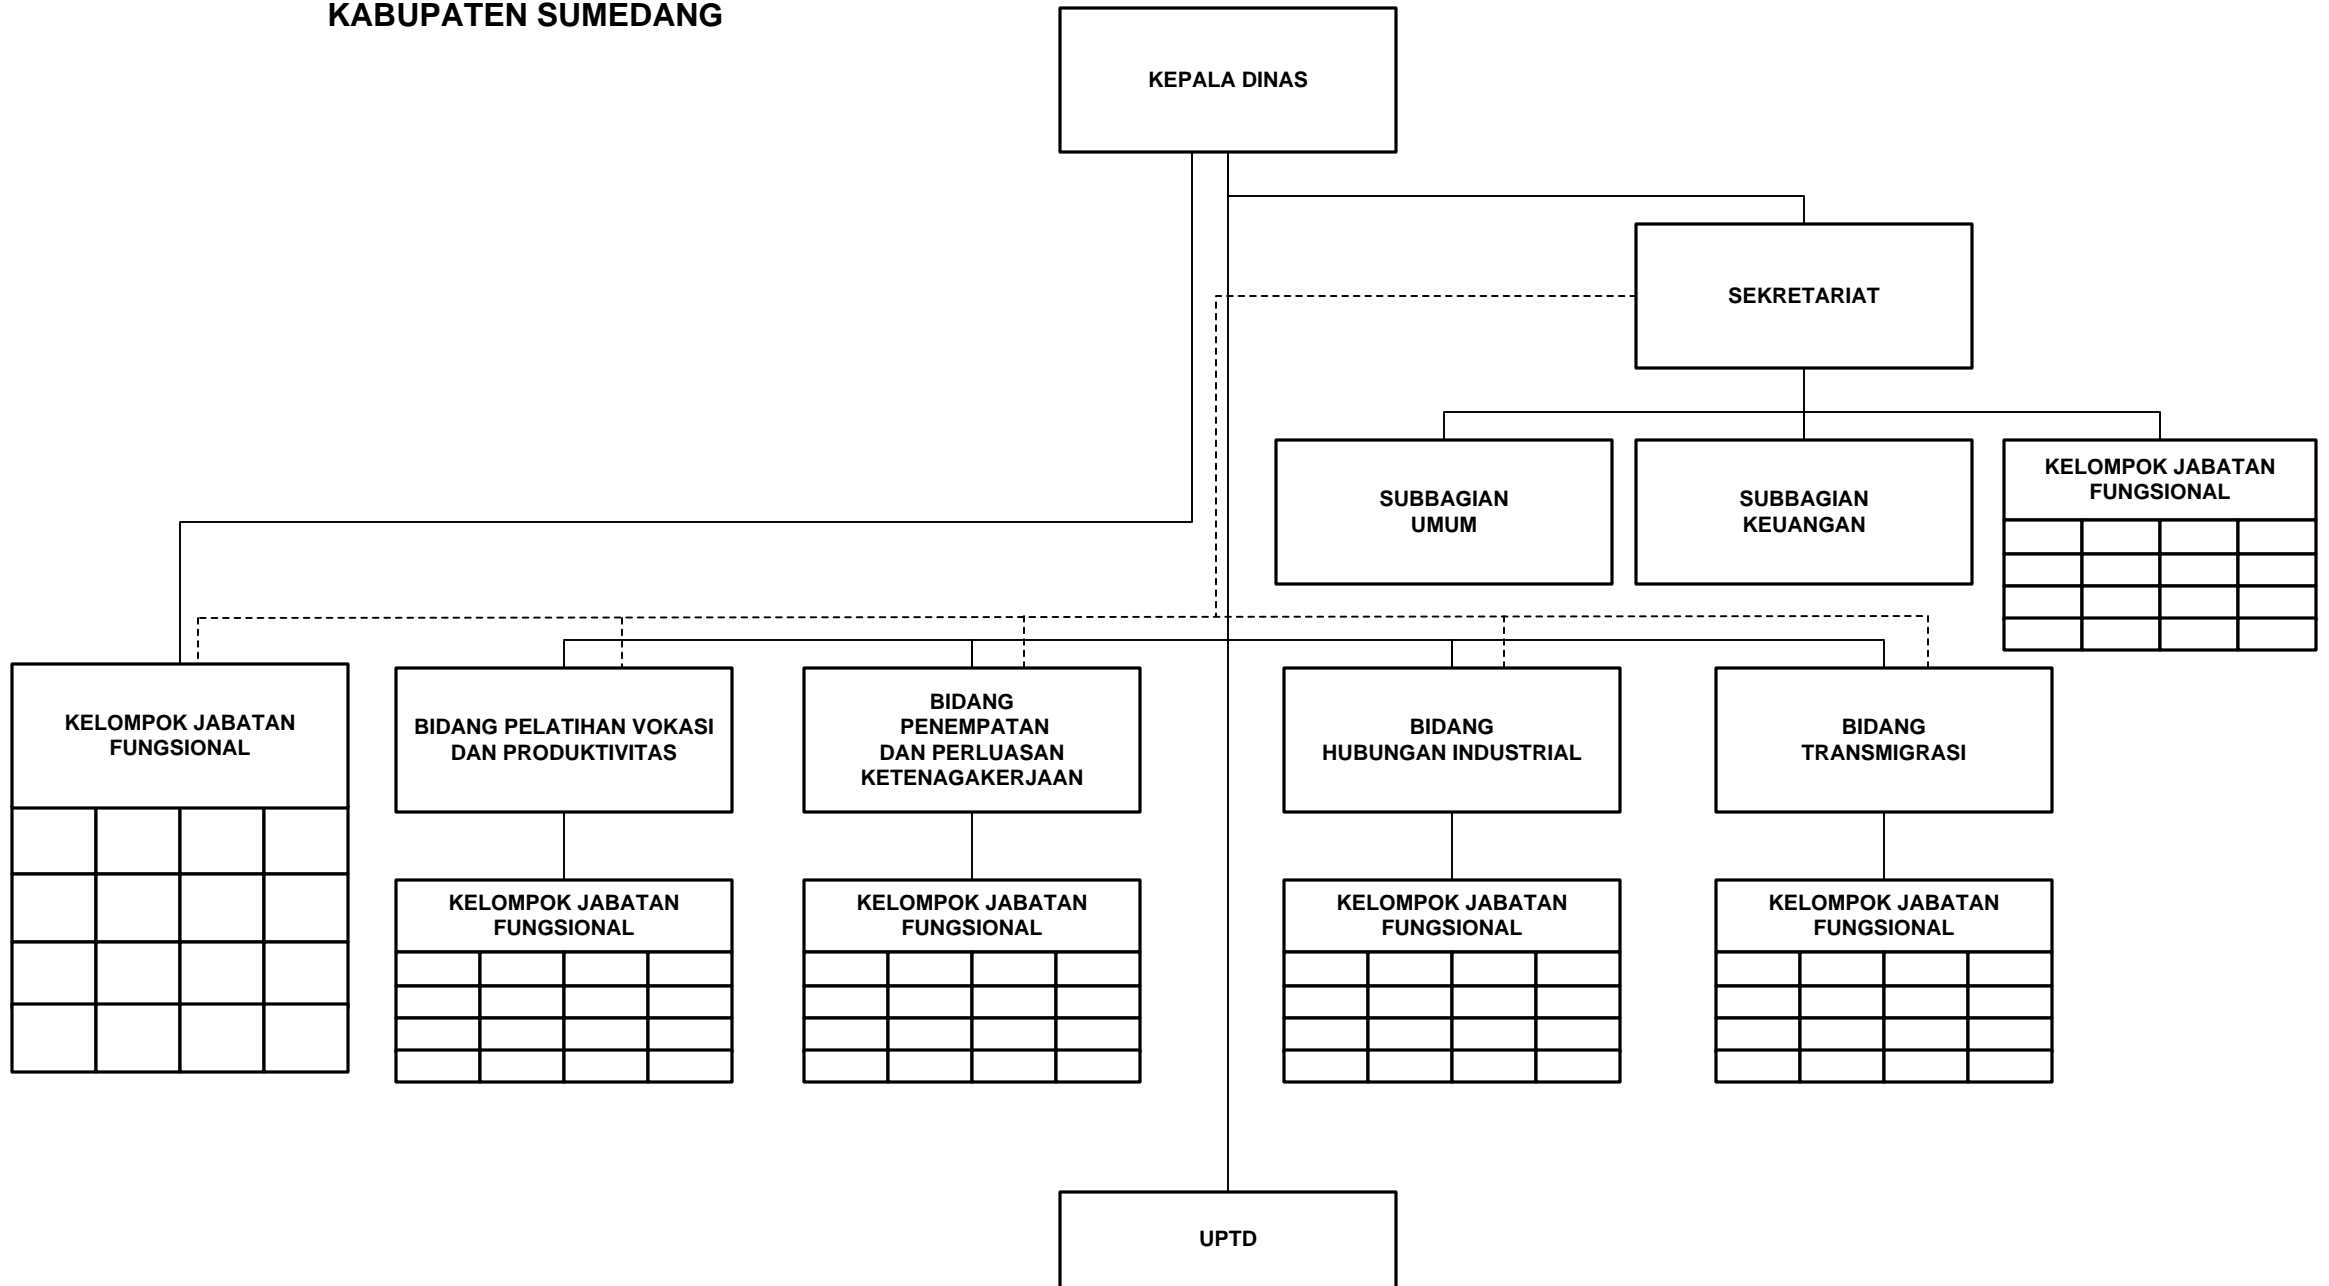 KABUPATEN SUMEDANG
KEPALA DINAS
SEKRETARIAT
SUBBAGIAN
UMUM
SUBBAGIAN
KEUANGAN
KELOMPOK JABATAN
FUNGSIONAL
KELOMPOK JABATAN
FUNGSIONAL
BIDANG PELATIHAN VOKASI
DAN PRODUKTIVITAS
BIDANG
PENEMPATAN
DAN PERLUASAN
KETENAGAKERJAAN
BIDANG
HUBUNGAN INDUSTRIAL
BIDANG
TRANSMIGRASI
KELOMPOK JABATAN
FUNGSIONAL
KELOMPOK JABATAN
FUNGSIONAL
KELOMPOK JABATAN
FUNGSIONAL
KELOMPOK JABATAN
FUNGSIONAL
UPTD